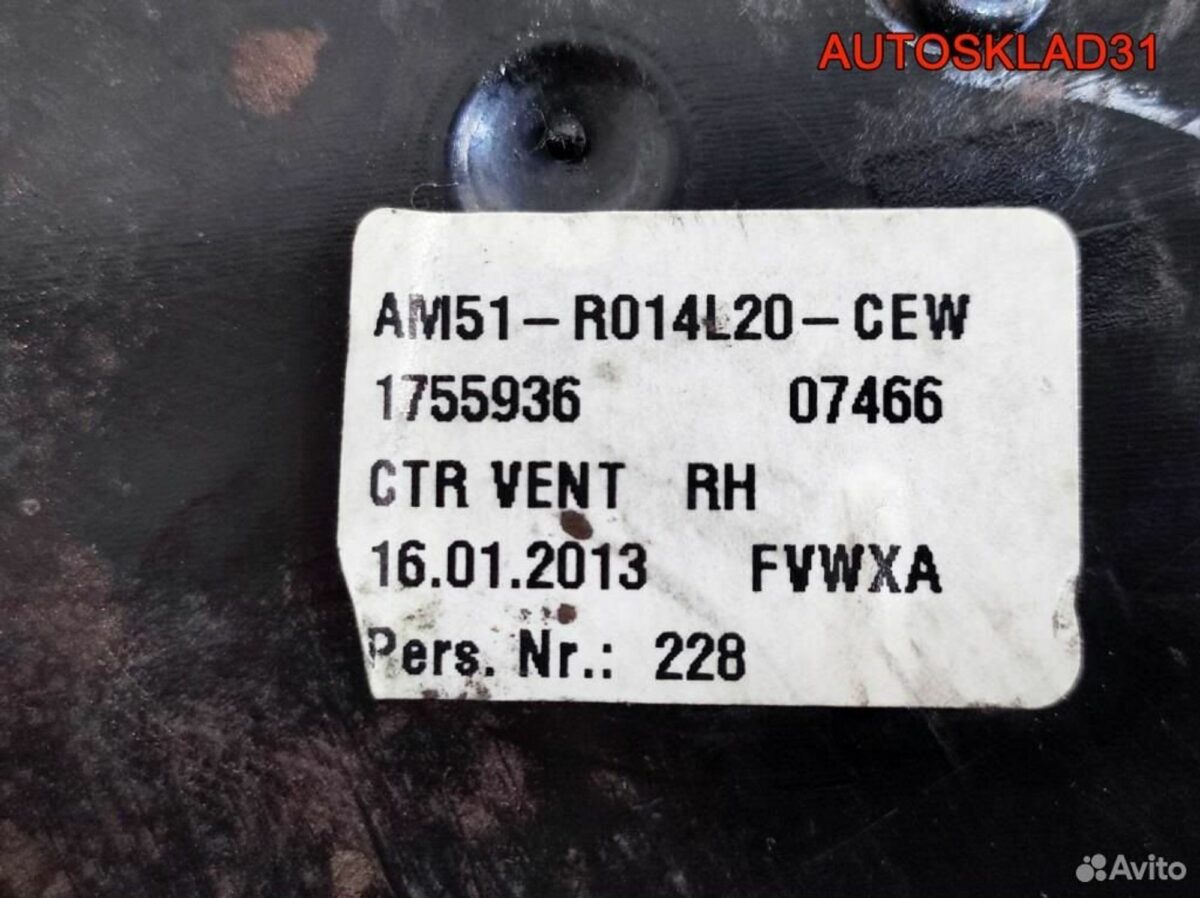 AUTOSKLAD31
AM51-R014L20-CEW
1755936 07466
CTR VENT RH
16.01.2013 FVWXA
Pers. Nr.: 228
Avito